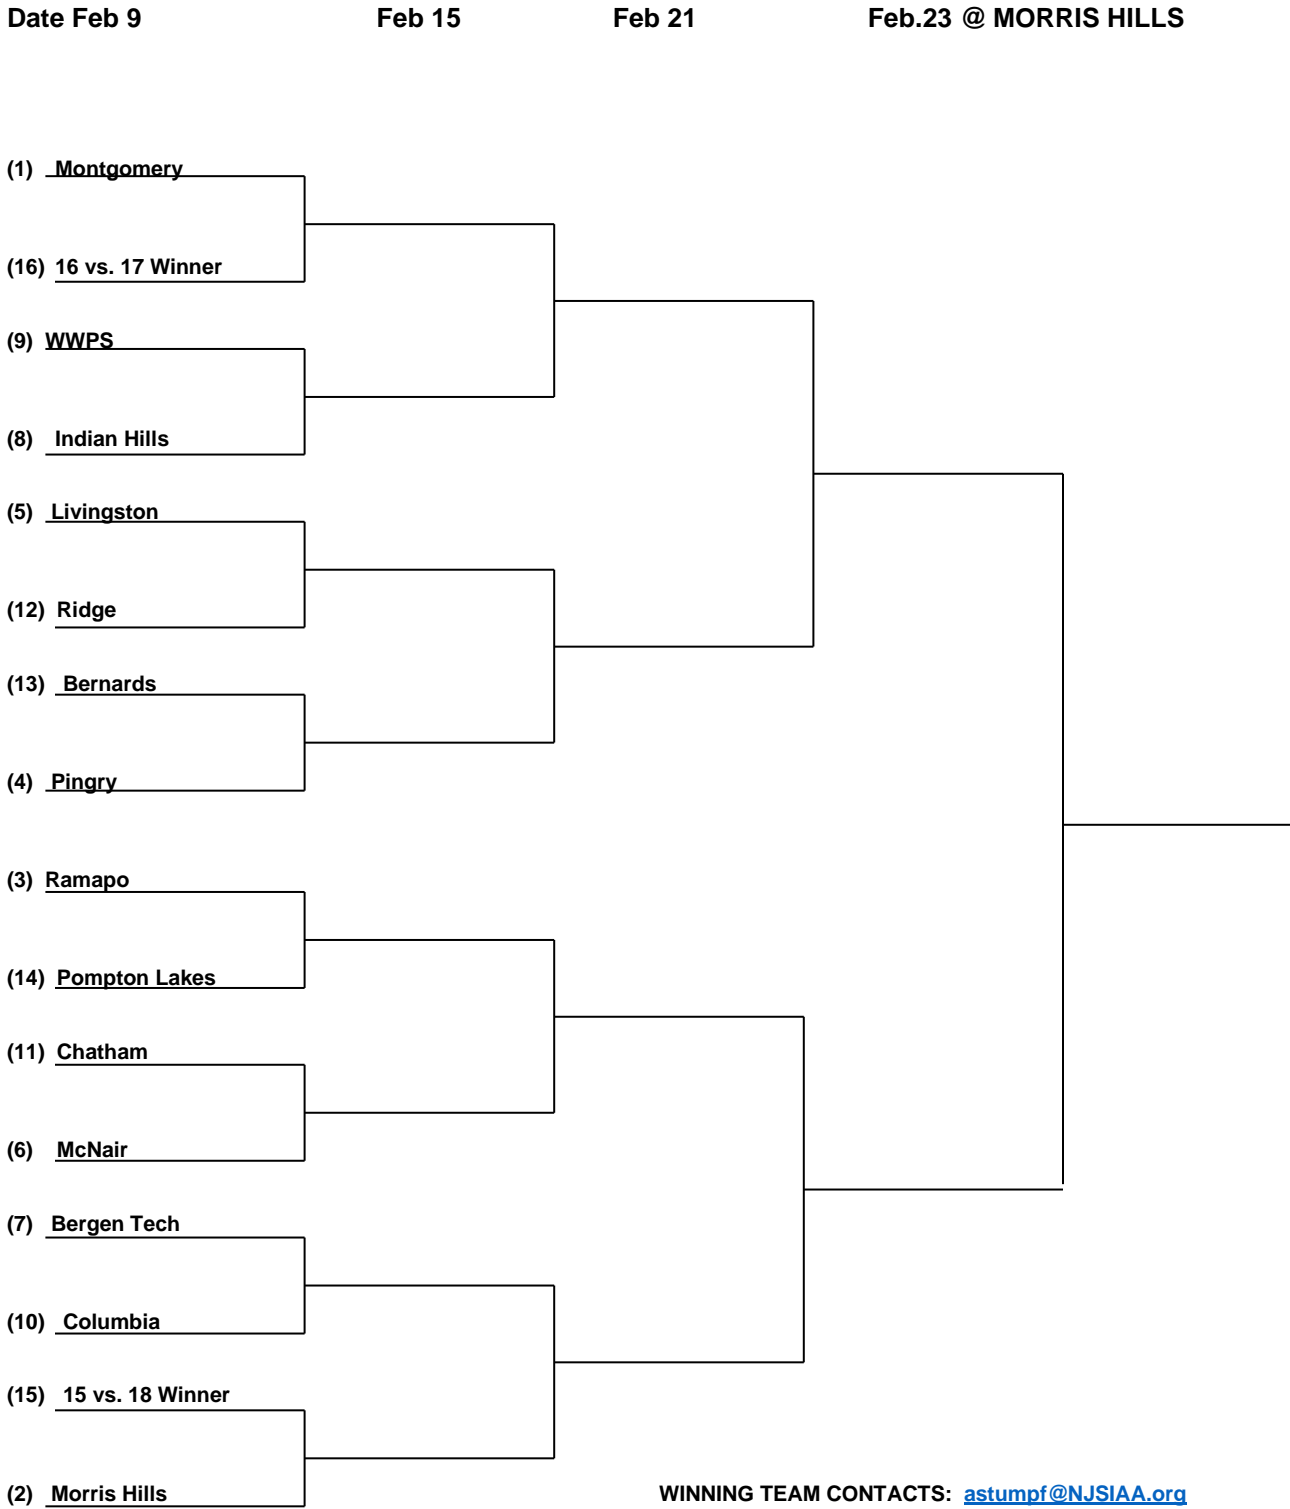 Date Feb 9 Feb 15 Feb 21 Feb.23 @ MORRIS HILLS
(1) Montgomery
(16) 16 vs. 17 Winner
(9) WWPS
(8) Indian Hills
(5) Livingston
(12) Ridge
(13) Bernards
(4) Pingry
(3) Ramapo
(14) Pompton Lakes
(11) Chatham
(6) McNair
(7) Bergen Tech
(10) Columbia
(15) 15 vs. 18 Winner
(2) Morris Hills
WINNING TEAM CONTACTS: astumpf@NJSIAA.org